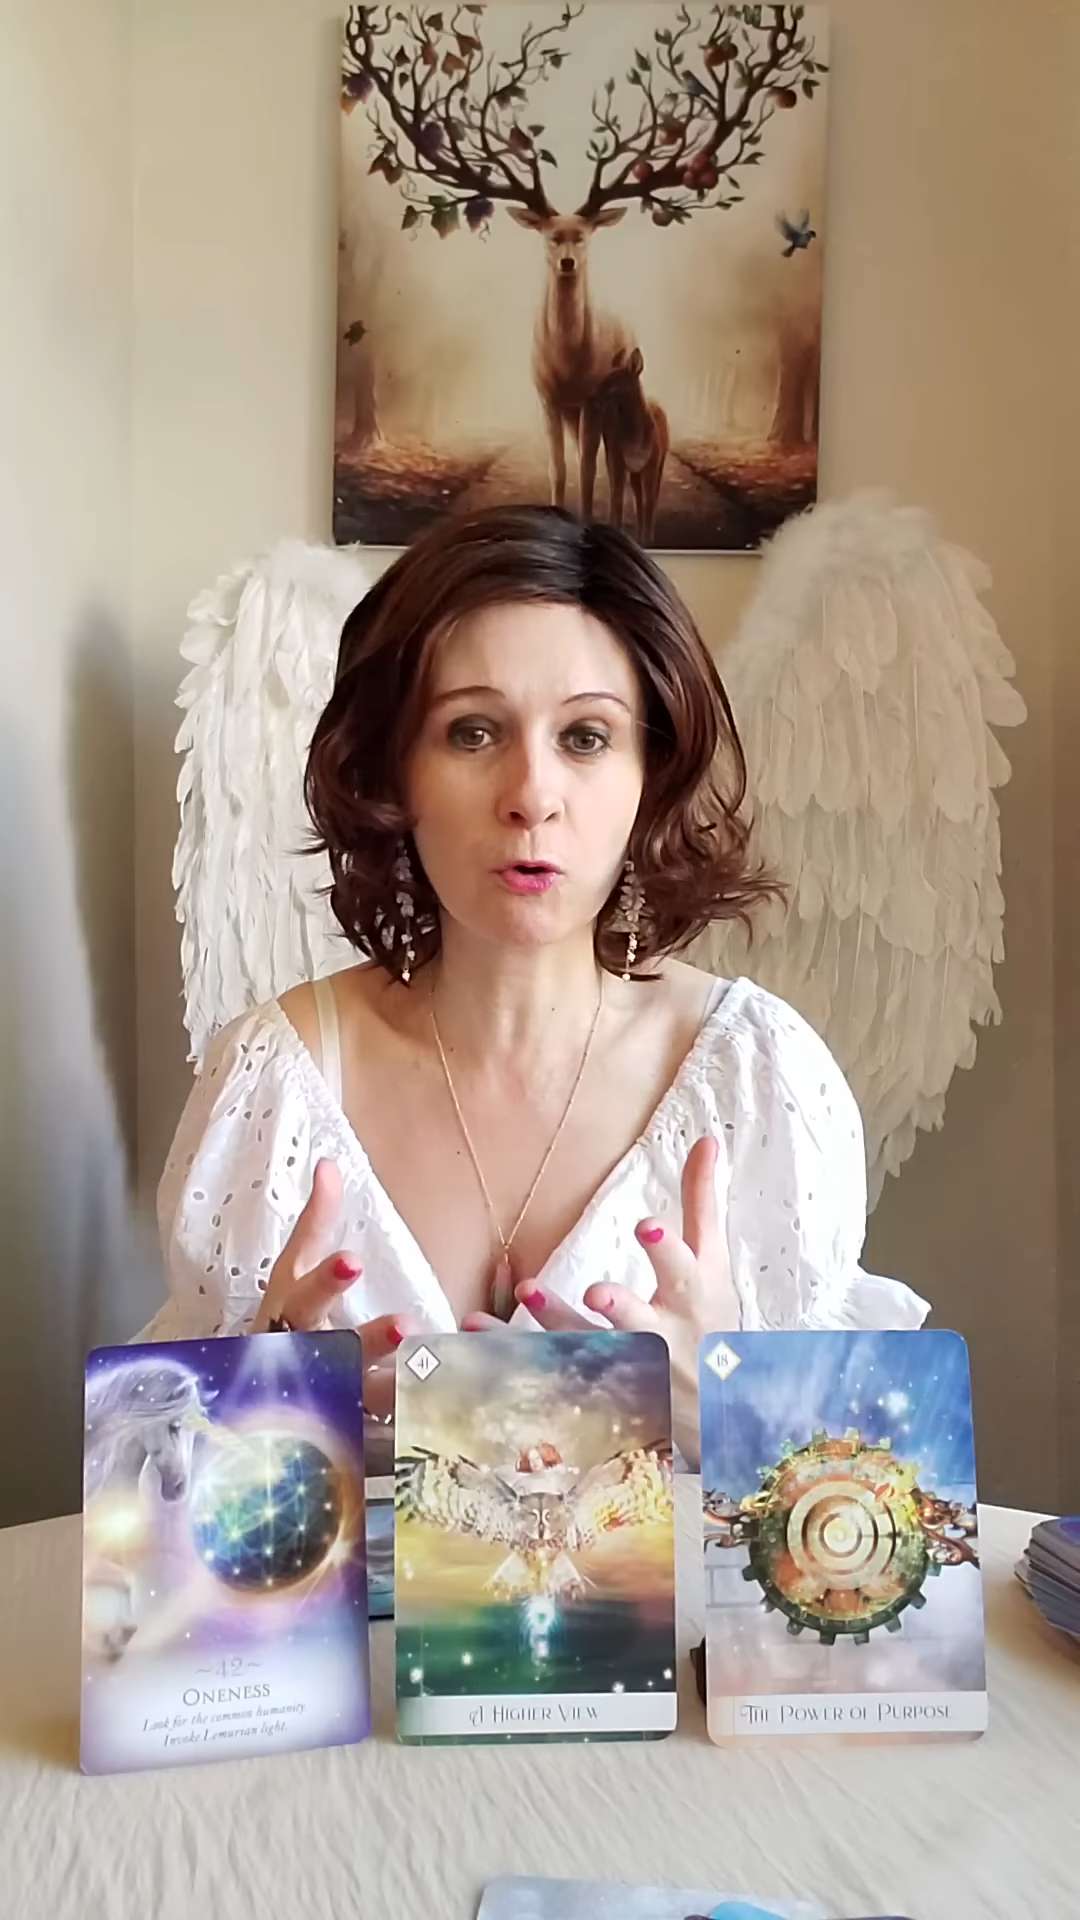 ~42~
ONENESS
Look for the common humanity.
Invoke Lemurian light.
41
A HIGHER VIEW
18
THE POWER OF PURPOSE